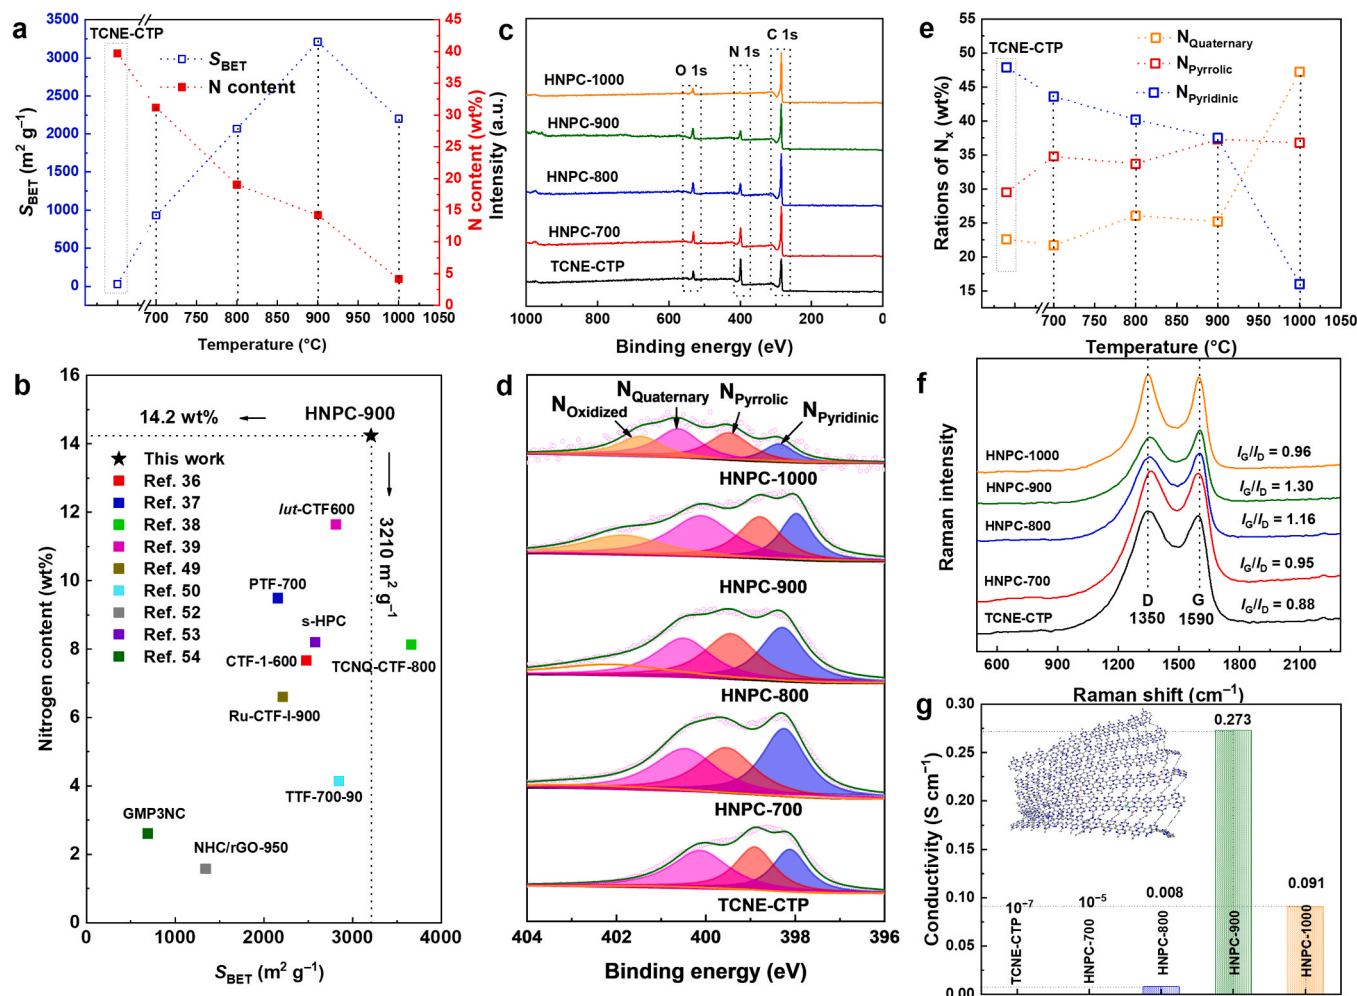 a
TCNE-CTP
S_BET
N content
3500
3000
2500
2000
1500
1000
500
0
S_BET (m² g⁻¹)
45
40
35
30
25
20
15
10
5
0
N content (wt%)
700 800 900 1000 1050
Temperature (°C)
c
C 1s
N 1s
O 1s
HNPC-1000
HNPC-900
HNPC-800
HNPC-700
TCNE-CTP
Intensity (a.u.)
1000 800 600 400 200 0
Binding energy (eV)
e
TCNE-CTP
N_Quaternary
N_Pyrrolic
N_Pyridinic
55
50
45
40
35
30
25
20
15
Rations of Nₓ (wt%)
700 800 900 1000 1050
Temperature (°C)
b
14.2 wt%
HNPC-900
This work
Ref. 36
Ref. 37
Ref. 38
Ref. 39
Ref. 49
Ref. 50
Ref. 52
Ref. 53
Ref. 54
3210 m² g⁻¹
lut-CTF600
PTF-700
s-HPC
CTF-1-600
TCNQ-CTF-800
Ru-CTF-I-900
TTF-700-90
GMP3NC
NHC/rGO-950
16
14
12
10
8
6
4
2
0
Nitrogen content (wt%)
0 1000 2000 3000 4000
S_BET (m² g⁻¹)
d
N_Oxidized
N_Quaternary
N_Pyrrolic
N_Pyridinic
HNPC-1000
HNPC-900
HNPC-800
HNPC-700
TCNE-CTP
404 402 400 398 396
Binding energy (eV)
f
Raman intensity
HNPC-1000
I_G/I_D = 0.96
HNPC-900
I_G/I_D = 1.30
HNPC-800
I_G/I_D = 1.16
HNPC-700
I_G/I_D = 0.95
TCNE-CTP
I_G/I_D = 0.88
D
1350
G
1590
600 900 1200 1500 1800 2100
Raman shift (cm⁻¹)
g
0.30
0.25
0.20
0.15
0.10
0.05
0.00
Conductivity (S cm⁻¹)
10⁻⁷
10⁻⁵
0.008
0.273
0.091
TCNE-CTP
HNPC-700
HNPC-800
HNPC-900
HNPC-1000